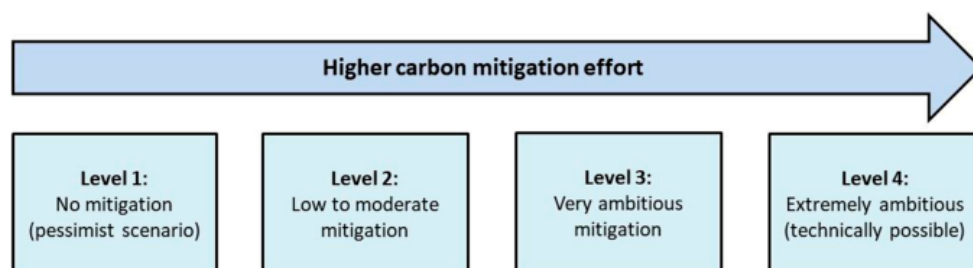 Higher carbon mitigation effort
Level 1:
No mitigation
(pessimist scenario)
Level 2:
Low to moderate
mitigation
Level 3:
Very ambitious
mitigation
Level 4:
Extremely ambitious
(technically possible)